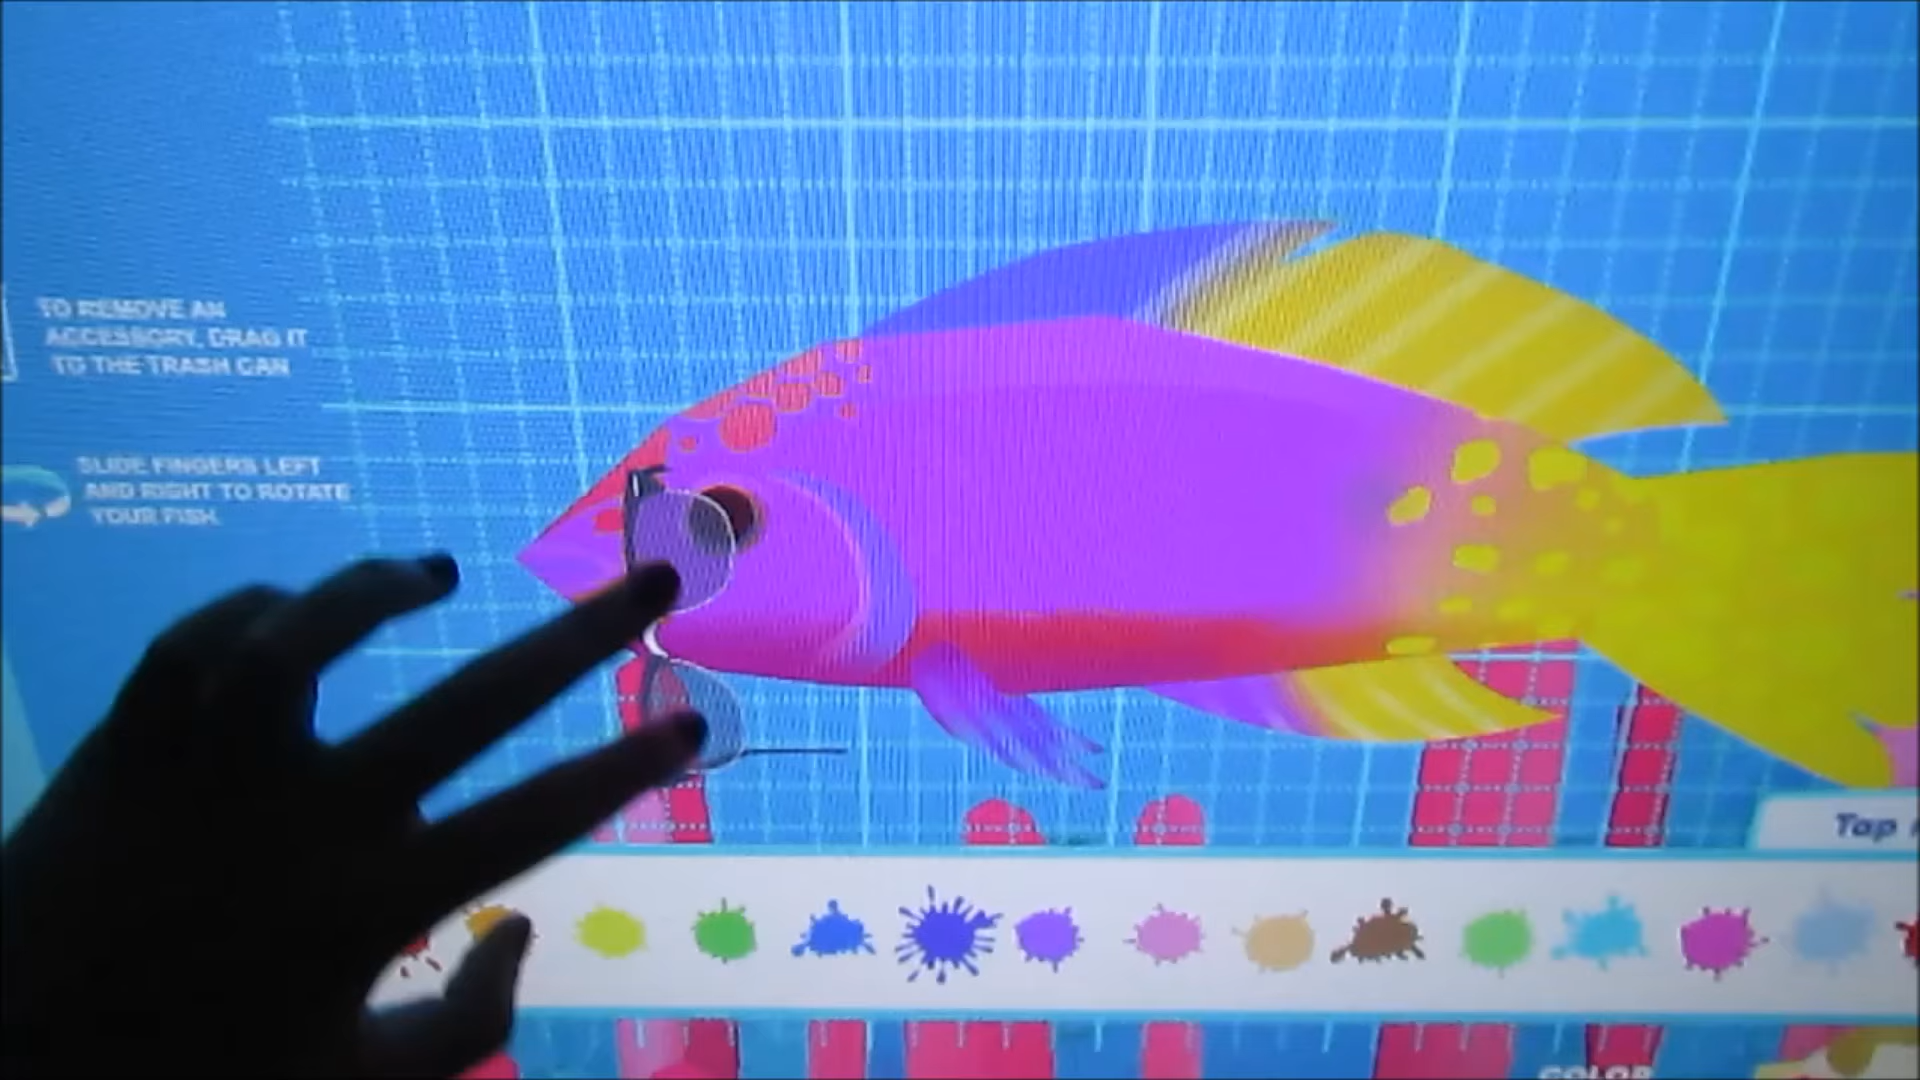 TO REMOVE AN
ACCESSORY, DRAG IT
TO THE TRASH CAN
SLIDE FINGERS LEFT
AND RIGHT TO ROTATE
YOUR FISH.
Tap
COLOR